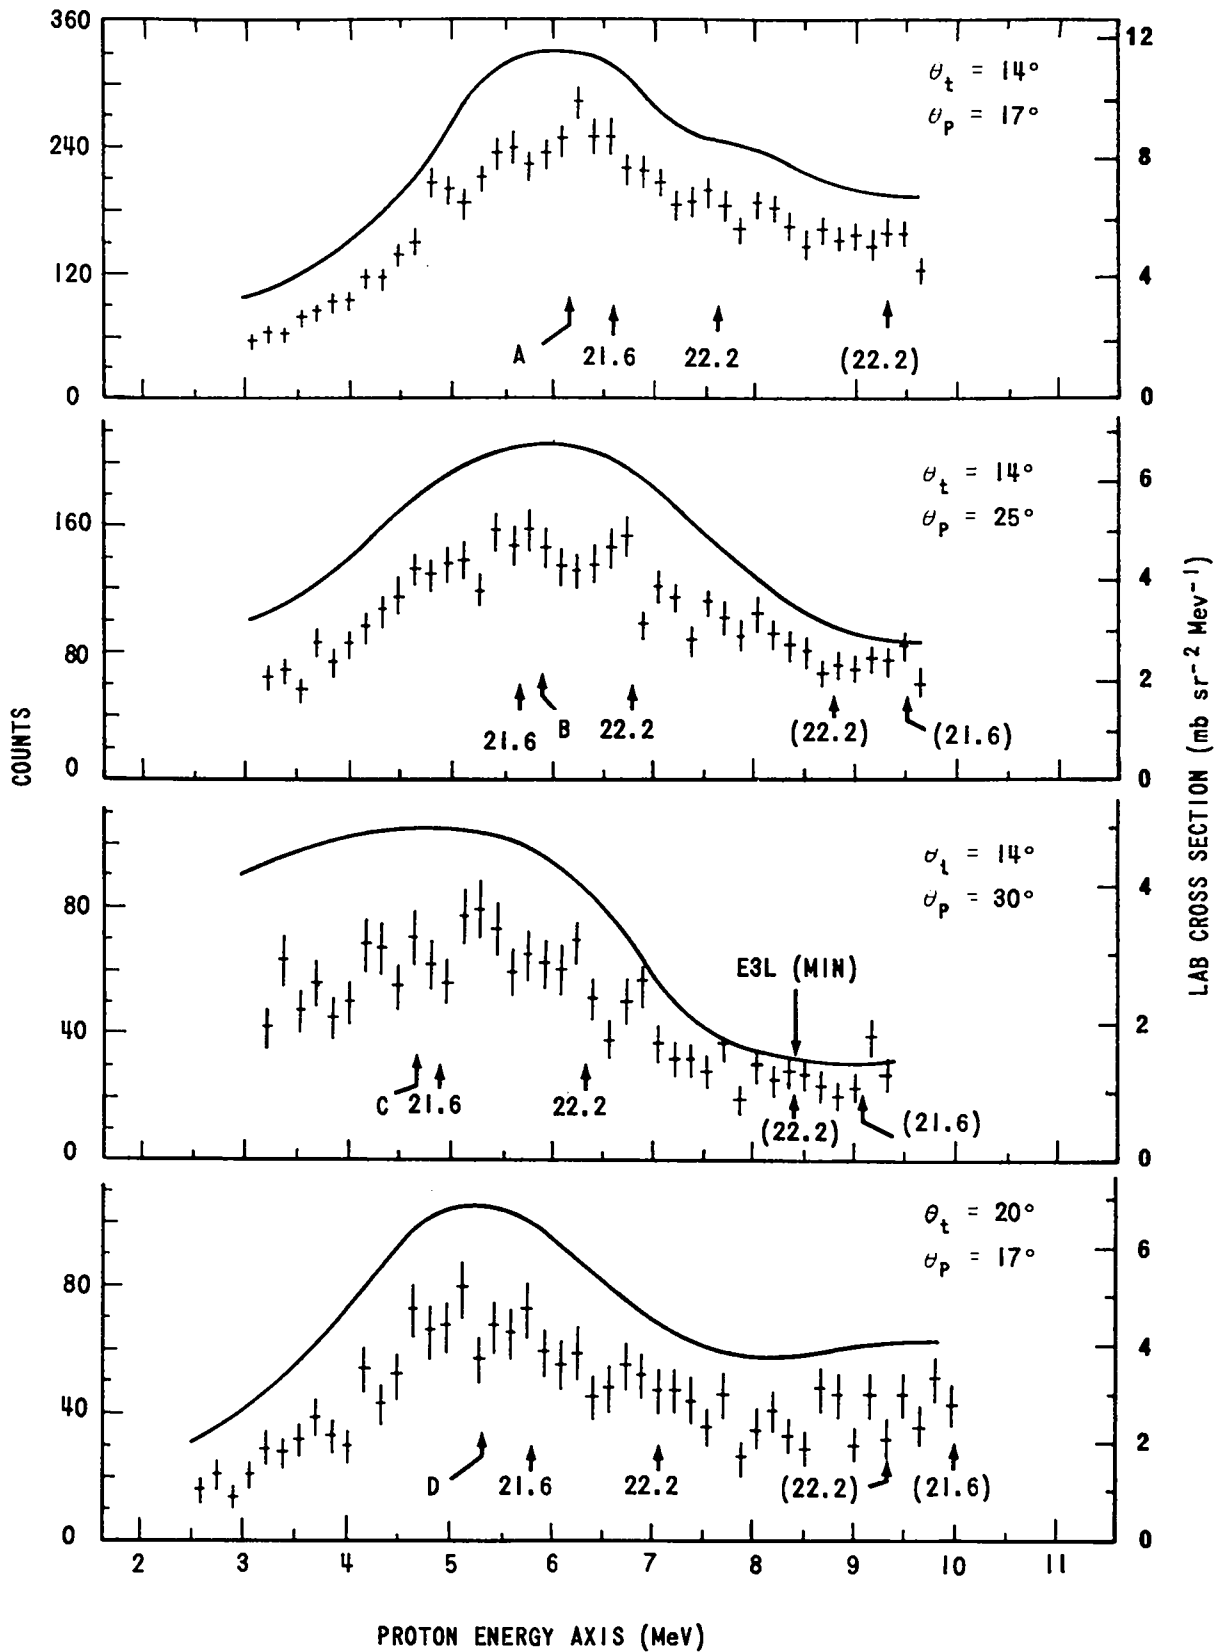 360
240
120
0
12
8
4
0
θt = 14°
θP = 17°
A
21.6
22.2
(22.2)
160
80
0
6
4
2
0
θt = 14°
θP = 25°
21.6
B
22.2
(22.2)
(21.6)
COUNTS
LAB CROSS SECTION (mb sr-2 Mev-1)
80
40
0
4
2
0
θt = 14°
θP = 30°
E3L (MIN)
C
21.6
22.2
(22.2)
(21.6)
80
40
0
6
4
2
0
θt = 20°
θP = 17°
D
21.6
22.2
(22.2)
(21.6)
2 3 4 5 6 7 8 9 10 11
PROTON ENERGY AXIS (MeV)